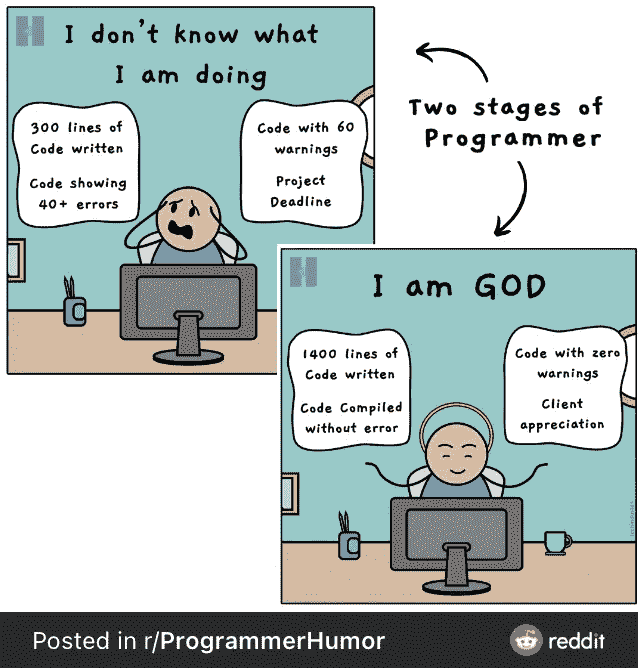 I don't know what
I am doing
300 lines of
Code written
Code showing
40+ errors
Code with 60
warnings
Project
Deadline
Two stages of
Programmer
I am GOD
1400 lines of
Code written
Code Compiled
without error
Code with zero
warnings
Client
appreciation
Posted in r/ProgrammerHumor
reddit